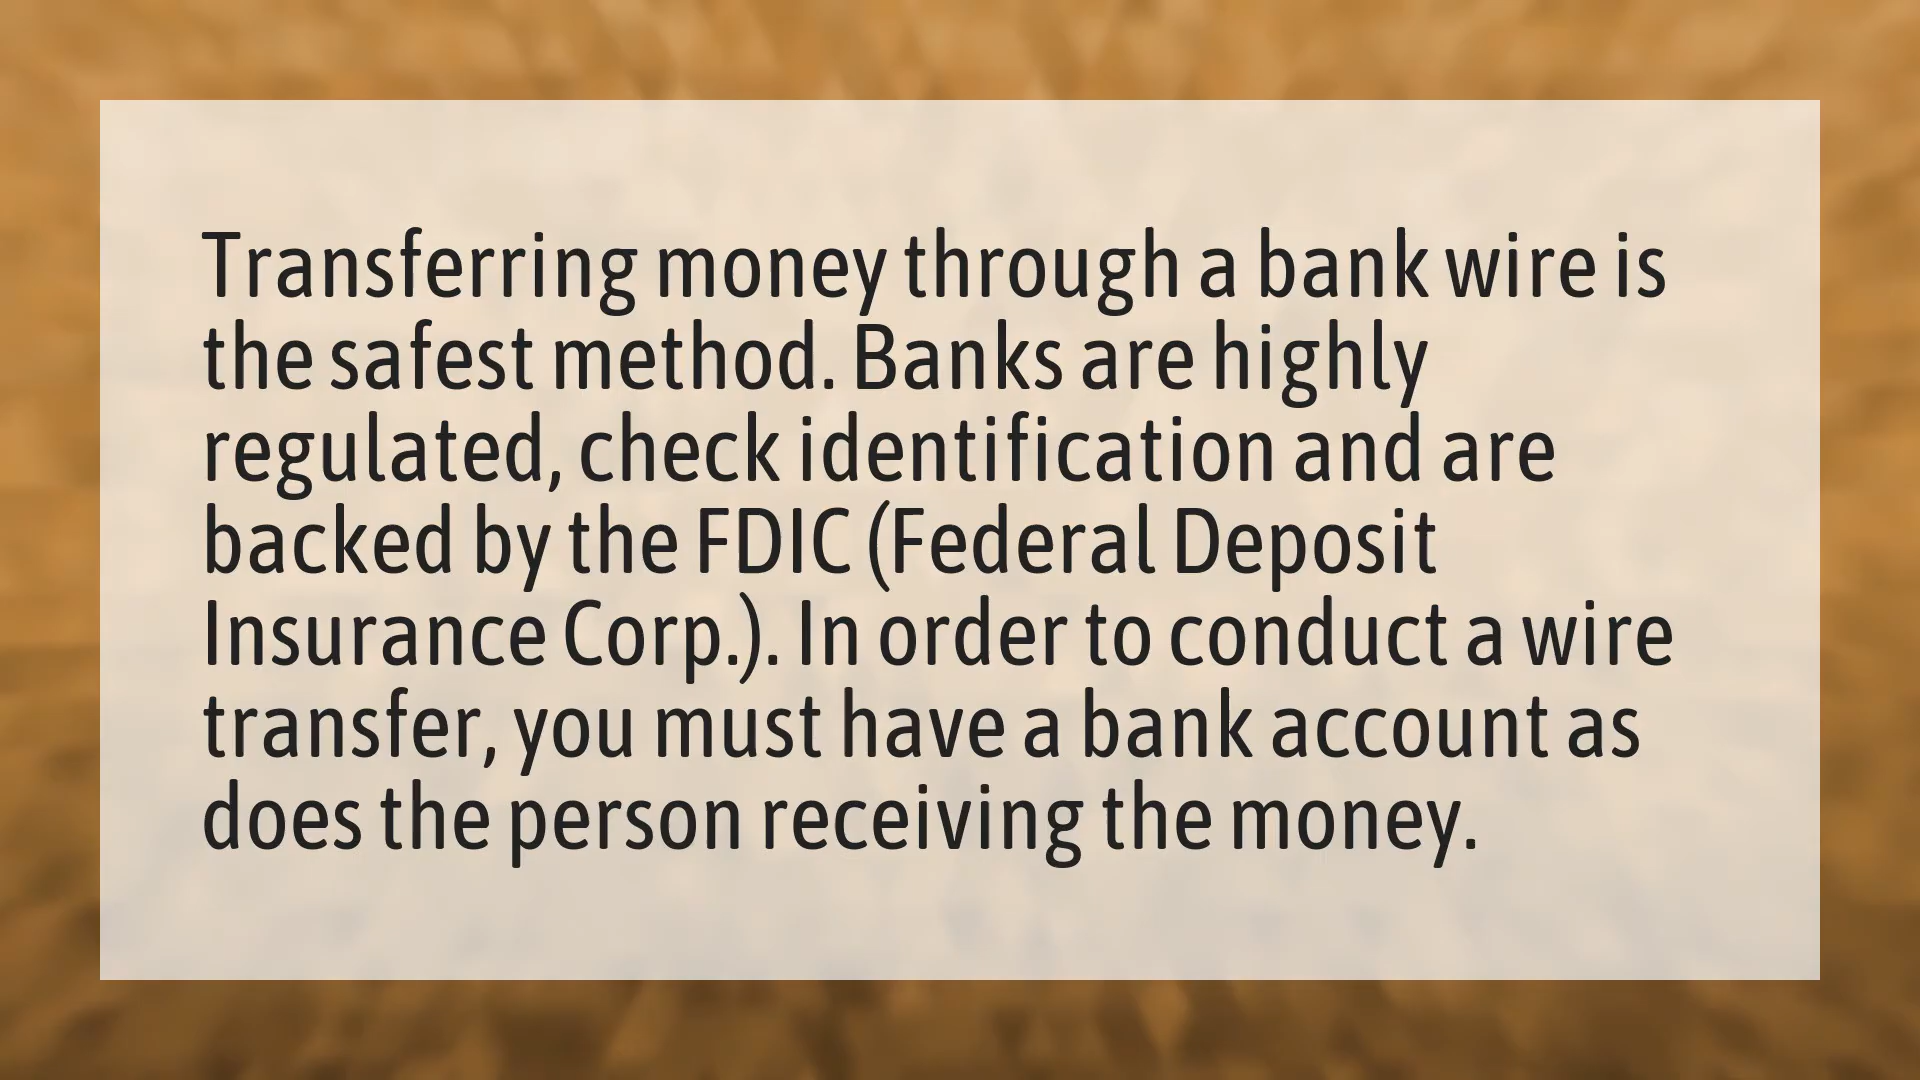 Transferring money through a bank wire is
the safest method. Banks are highly
regulated, check identification and are
backed by the FDIC (Federal Deposit
Insurance Corp.). In order to conduct a wire
transfer, you must have a bank account as
does the person receiving the money.